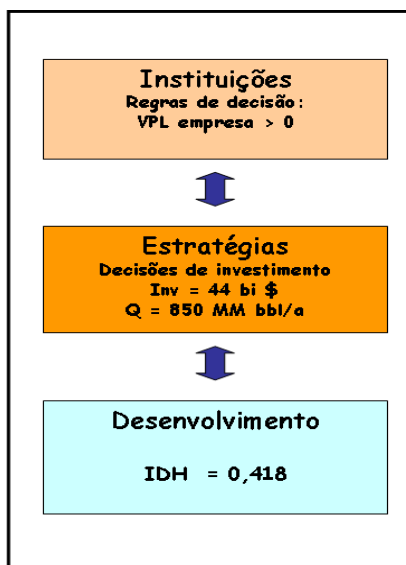 Instituições
Regras de decisão:
VPL empresa > 0
Estratégias
Decisões de investimento
Inv = 44 bi $
Q = 850 MM bbl/a
Desenvolvimento
IDH = 0,418